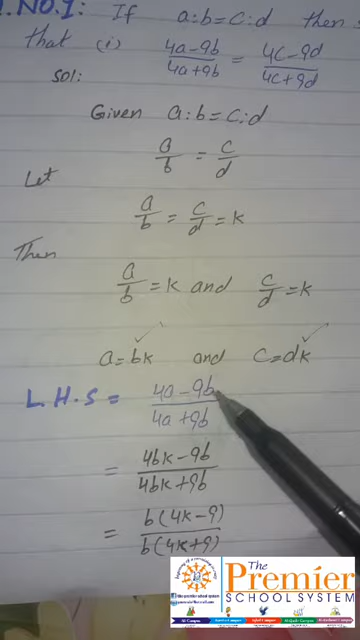 .NO.1: If a:b = c:d then
that (i) 4a-9b/4a+9b = 4c-9d/4c+9d
Sol:
Given a:b = c:d
a/b = c/d
Let
a/b = c/d = k
Then
a/b = k and c/d = k
a = bk and c = dk
L.H.S = 4a-9b/4a+9b
= 4bk-9b/4bk+9b
= b(4k-9)/b(4k+9)
The
Premier
SCHOOL SYSTEM